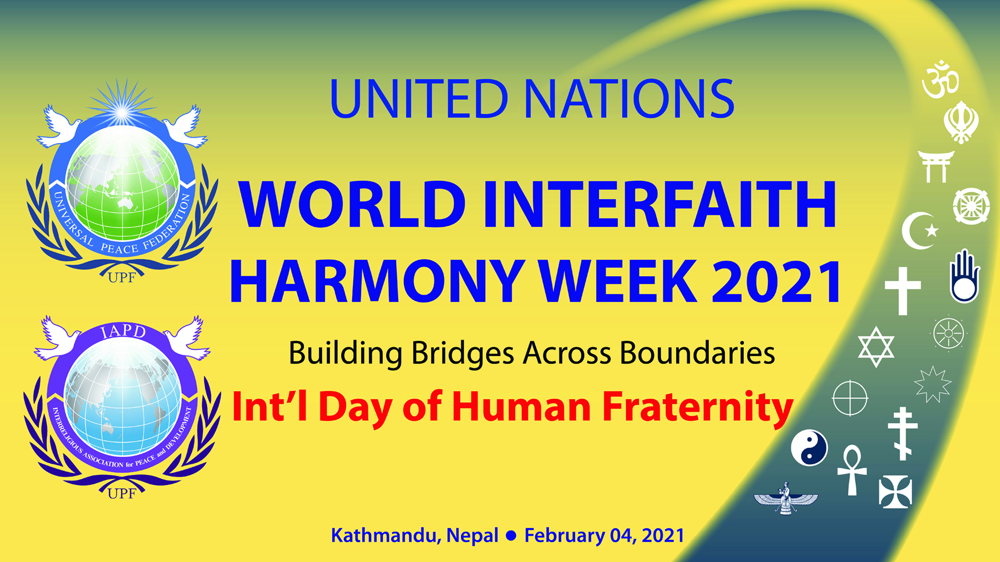 UNITED NATIONS
WORLD INTERFAITH
HARMONY WEEK 2021
Building Bridges Across Boundaries
Int'l Day of Human Fraternity
Kathmandu, Nepal ● February 04, 2021
UNIVERSAL PEACE FEDERATION
UPF
IAPD
INTERRELIGIOUS ASSOCIATION for PEACE and DEVELOPMENT
UPF
ॐ